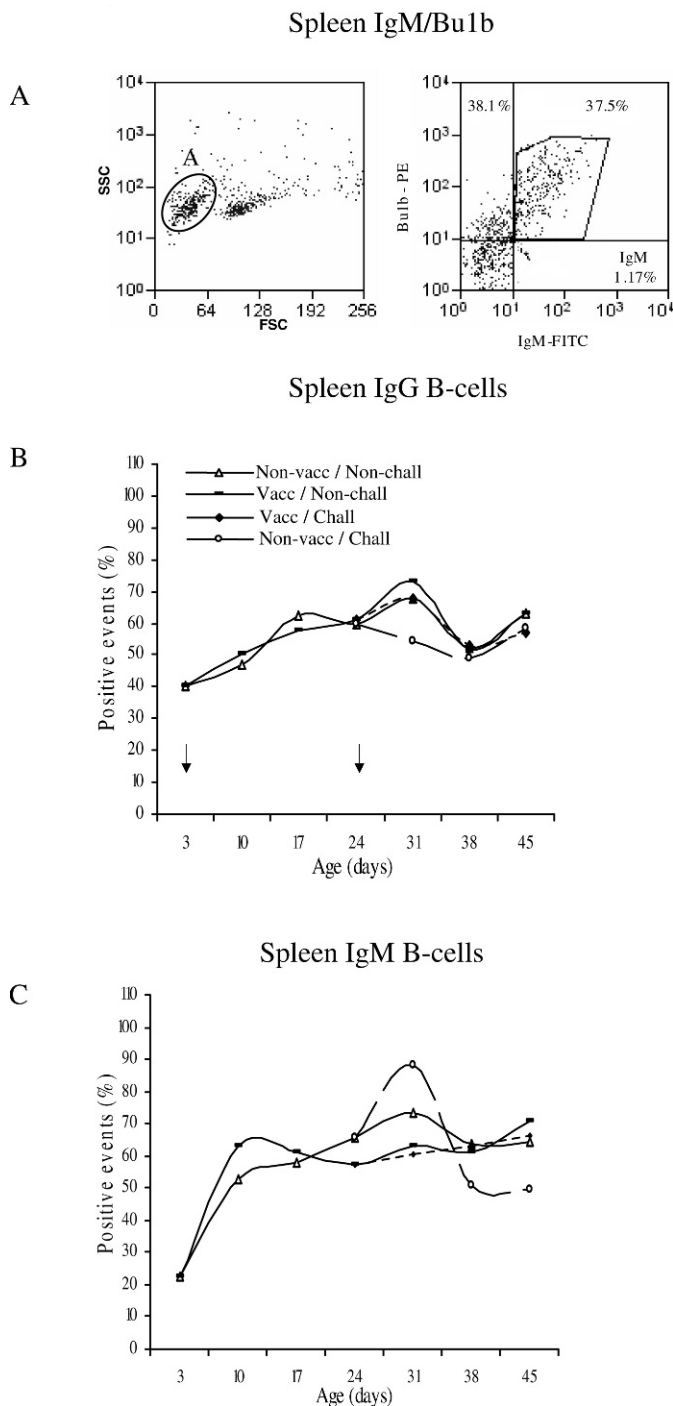 Spleen IgM/Bu1b
A
10⁴
10³
10²
10¹
10⁰
SSC
A
0 64 128 192 256
FSC
10⁴
10³
10²
10¹
10⁰
Bu1b - PE
38.1% 37.5%
IgM
1.17%
10⁰ 10¹ 10² 10³ 10⁴
IgM-FITC
Spleen IgG B-cells
B
110
100
90
80
70
60
50
40
30
20
10
0
Positive events (%)
Non-vacc / Non-chall
Vacc / Non-chall
Vacc / Chall
Non-vacc / Chall
3 10 17 24 31 38 45
Age (days)
Spleen IgM B-cells
C
110
100
90
80
70
60
50
40
30
20
10
0
Positive events (%)
3 10 17 24 31 38 45
Age (days)